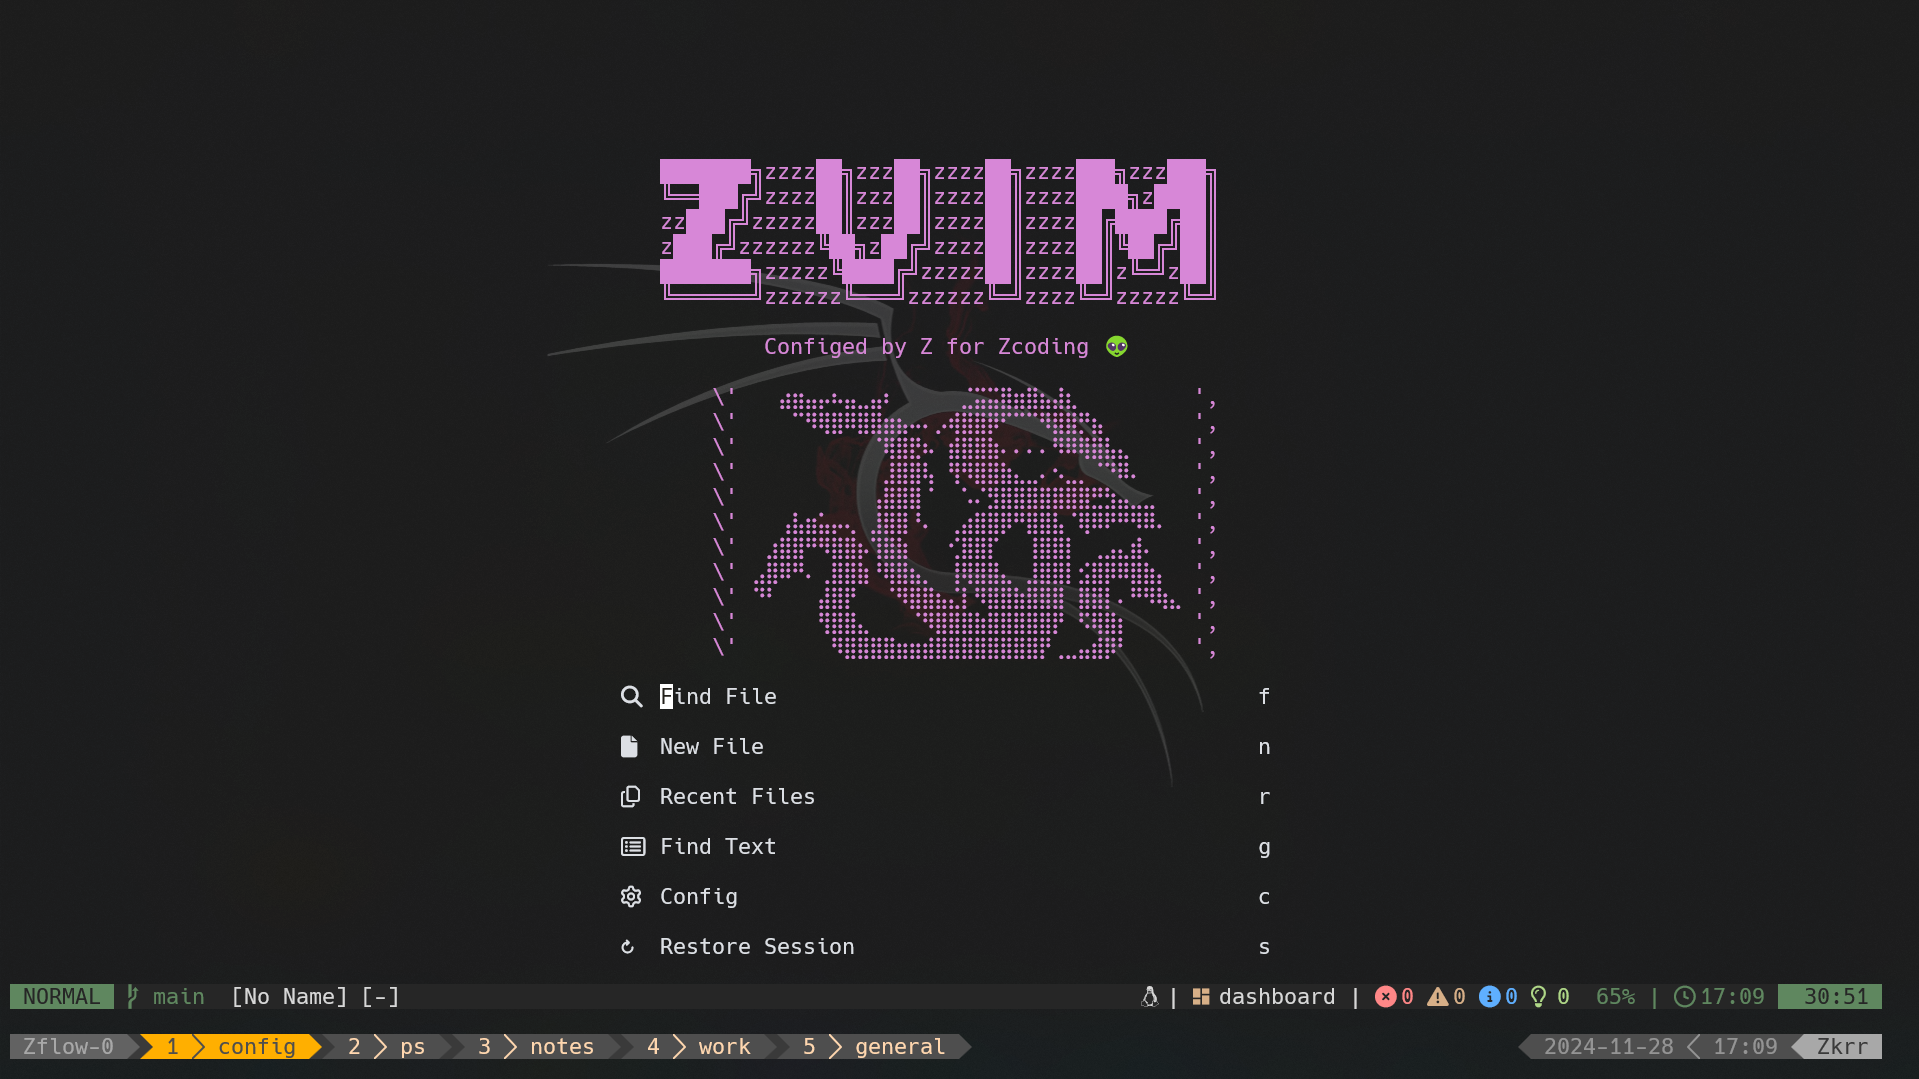 ZVIM
Configed by Z for Zcoding 👽
Find File f
New File n
Recent Files r
Find Text g
Config c
Restore Session s
NORMAL main [No Name] [-] | dashboard | 0 0 0 0 65% | 17:09 30:51
Zflow-0 1 config 2 ps 3 notes 4 work 5 general 2024-11-28 17:09 Zkrr